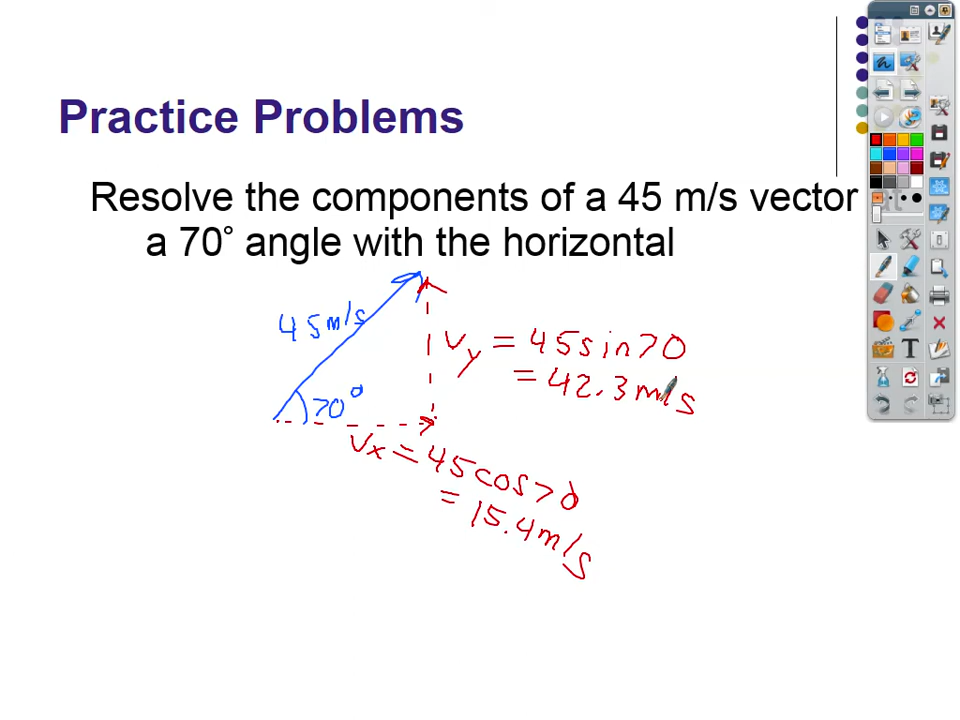 Practice Problems
Resolve the components of a 45 m/s vector at
a 70° angle with the horizontal
45m/s
70°
vy = 45sin70
= 42.3m/s
vx = 45cos70
= 15.4m/s
T